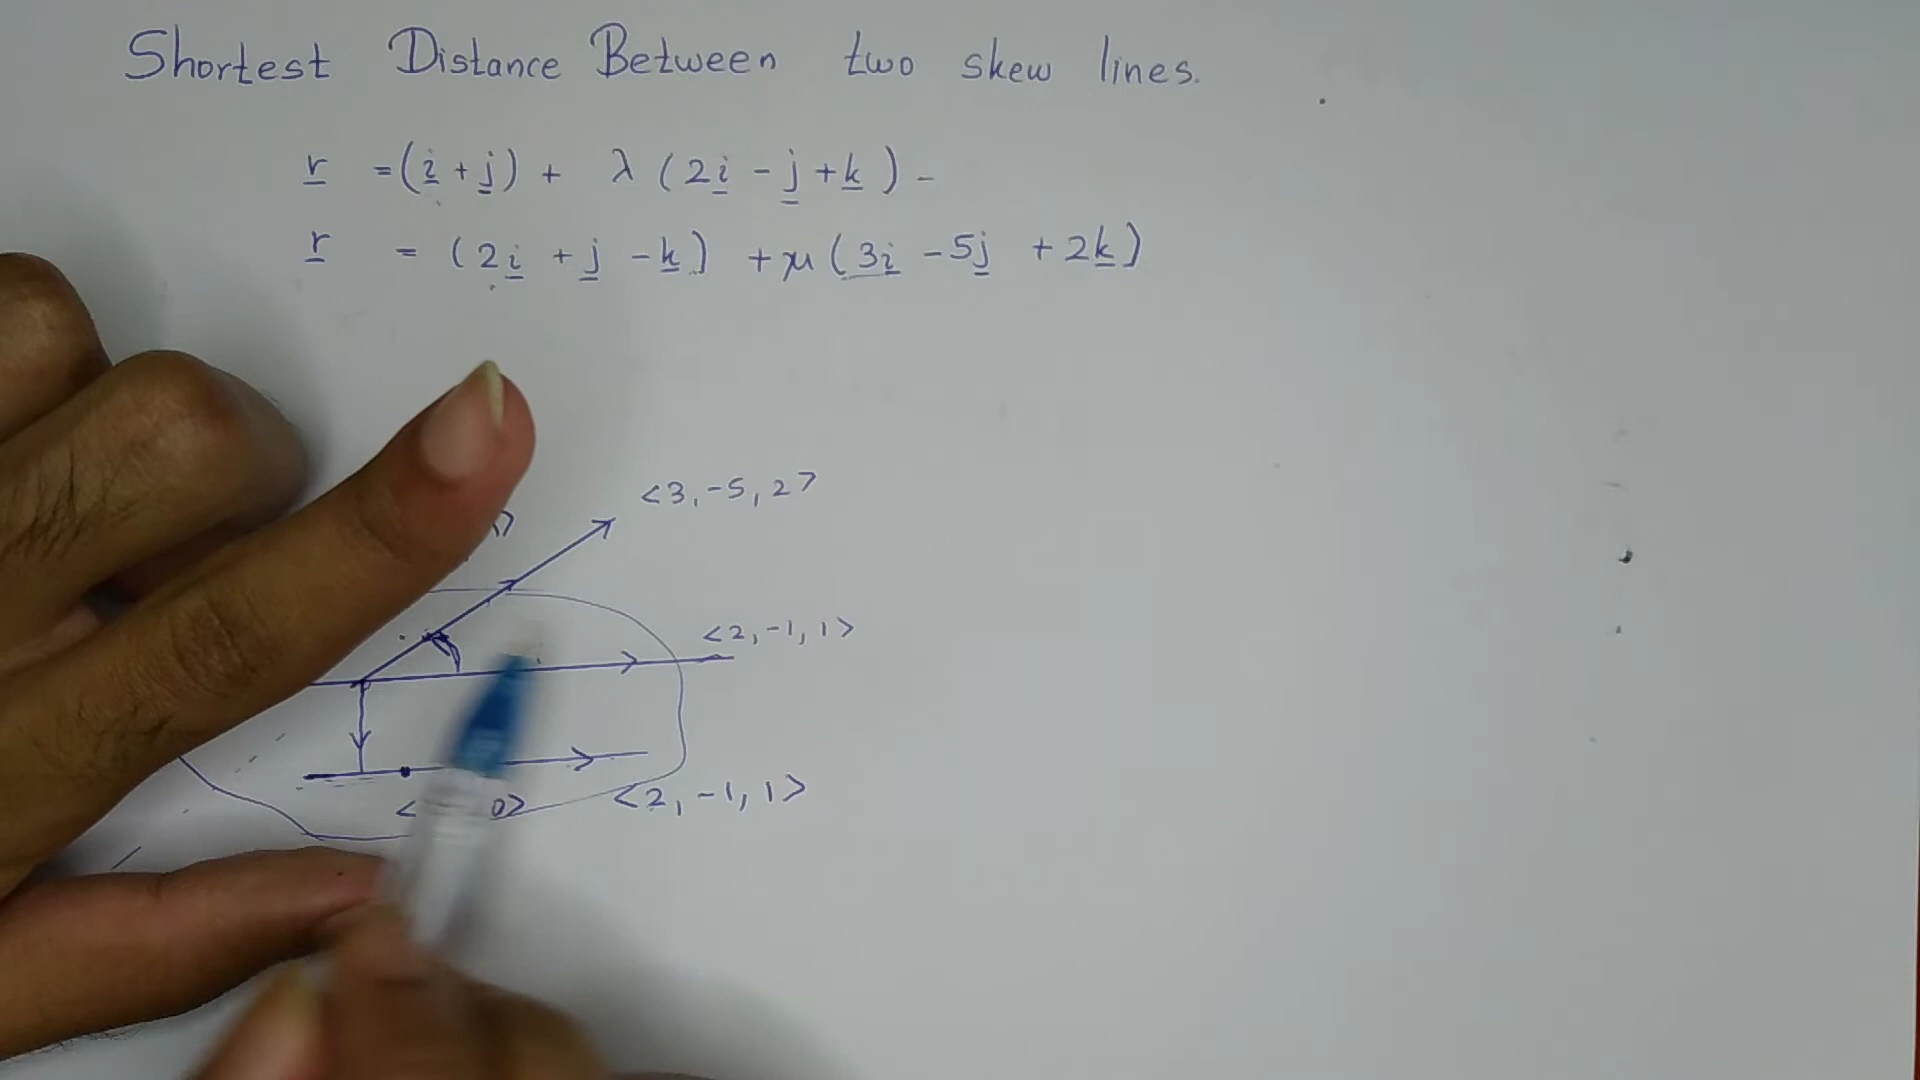 Shortest Distance Between two skew lines.
r = (i + j) + λ (2i - j + k) -
r = (2i + j - k) + μ (3i - 5j + 2k)
<3, -5, 2>
<2, -1, 1>
<2, -1, 1>